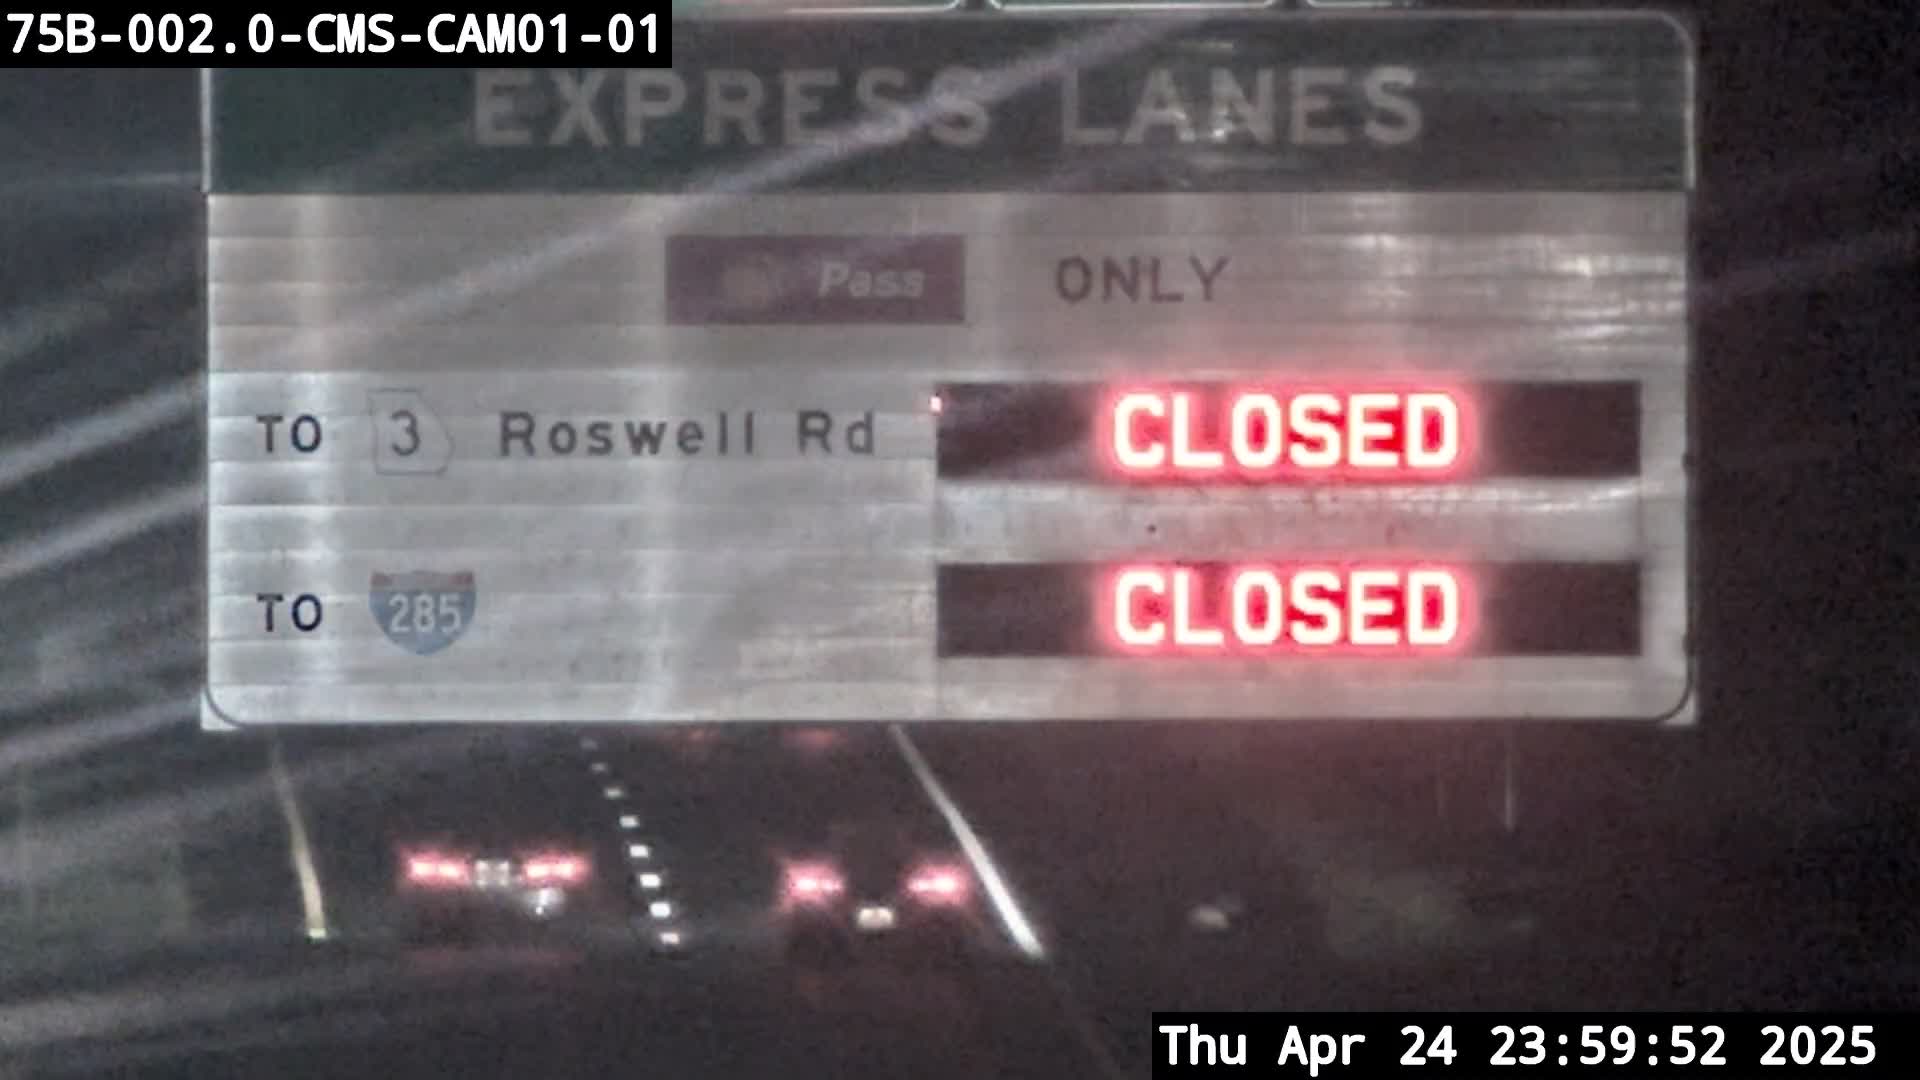 75B-002.0-CMS-CAM01-01
EXPRESS LANES
Pass ONLY
TO 3 Roswell Rd CLOSED
TO 285 CLOSED
Thu Apr 24 23:59:52 2025